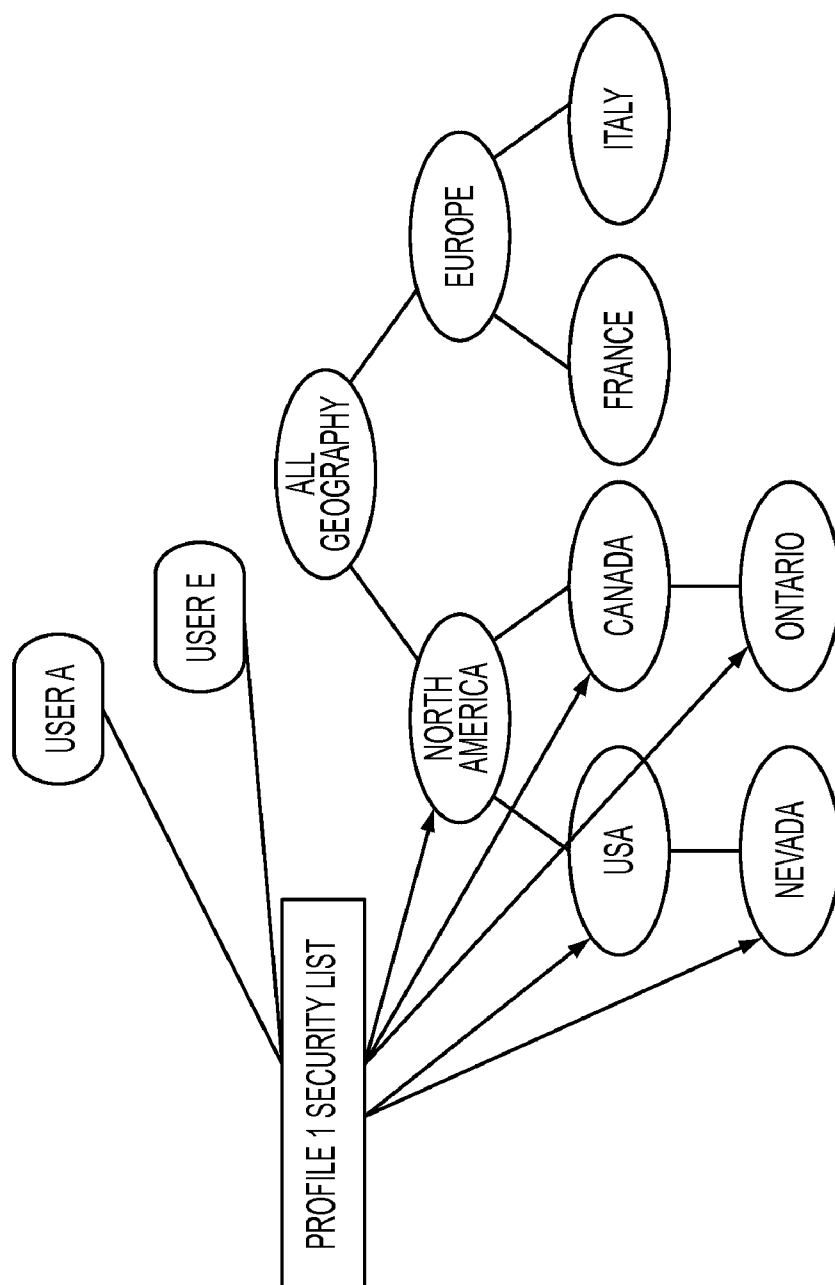 USER A
USER E
PROFILE 1 SECURITY LIST
ALL
GEOGRAPHY
NORTH
AMERICA
EUROPE
USA
CANADA
FRANCE
ITALY
NEVADA
ONTARIO